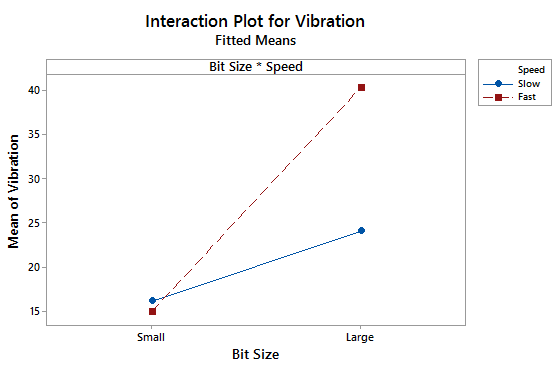 Interaction Plot for Vibration
Fitted Means
Bit Size * Speed
Speed
Slow
Fast
Mean of Vibration
40
35
30
25
20
15
Small
Large
Bit Size